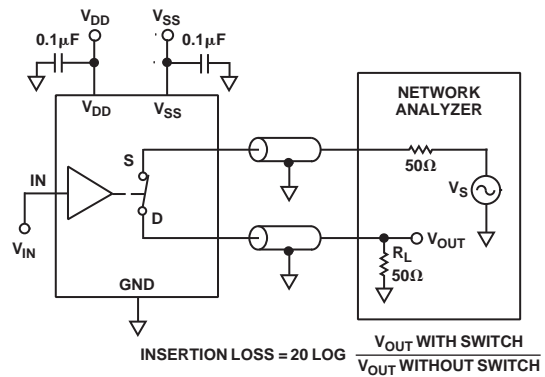 VDD
VSS
0.1µF
0.1µF
VDD
VSS
NETWORK
ANALYZER
S
50Ω
IN
VS
D
VOUT
VIN
RL
50Ω
GND
INSERTION LOSS = 20 LOG VOUT WITH SWITCH
VOUT WITHOUT SWITCH